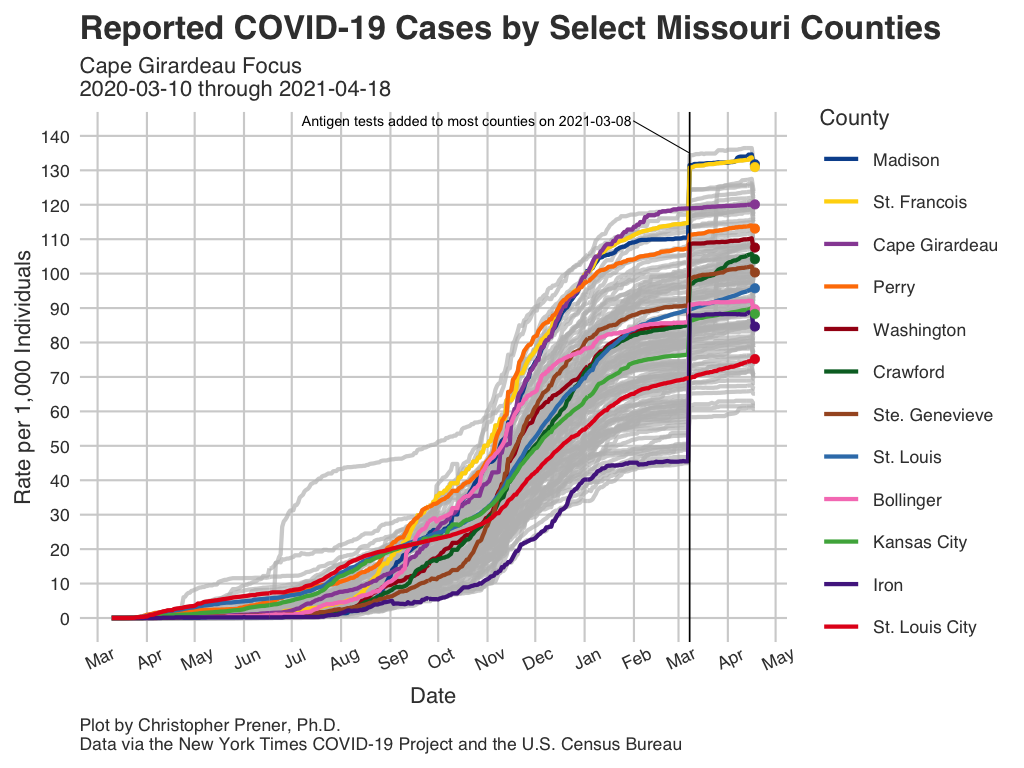 Reported COVID-19 Cases by Select Missouri Counties
Cape Girardeau Focus
2020-03-10 through 2021-04-18
Antigen tests added to most counties on 2021-03-08
Rate per 1,000 Individuals
140
130
120
110
100
90
80
70
60
50
40
30
20
10
0
Mar Apr May Jun Jul Aug Sep Oct Nov Dec Jan Feb Mar Apr May
Date
County
Madison
St. Francois
Cape Girardeau
Perry
Washington
Crawford
Ste. Genevieve
St. Louis
Bollinger
Kansas City
Iron
St. Louis City
Plot by Christopher Prener, Ph.D.
Data via the New York Times COVID-19 Project and the U.S. Census Bureau